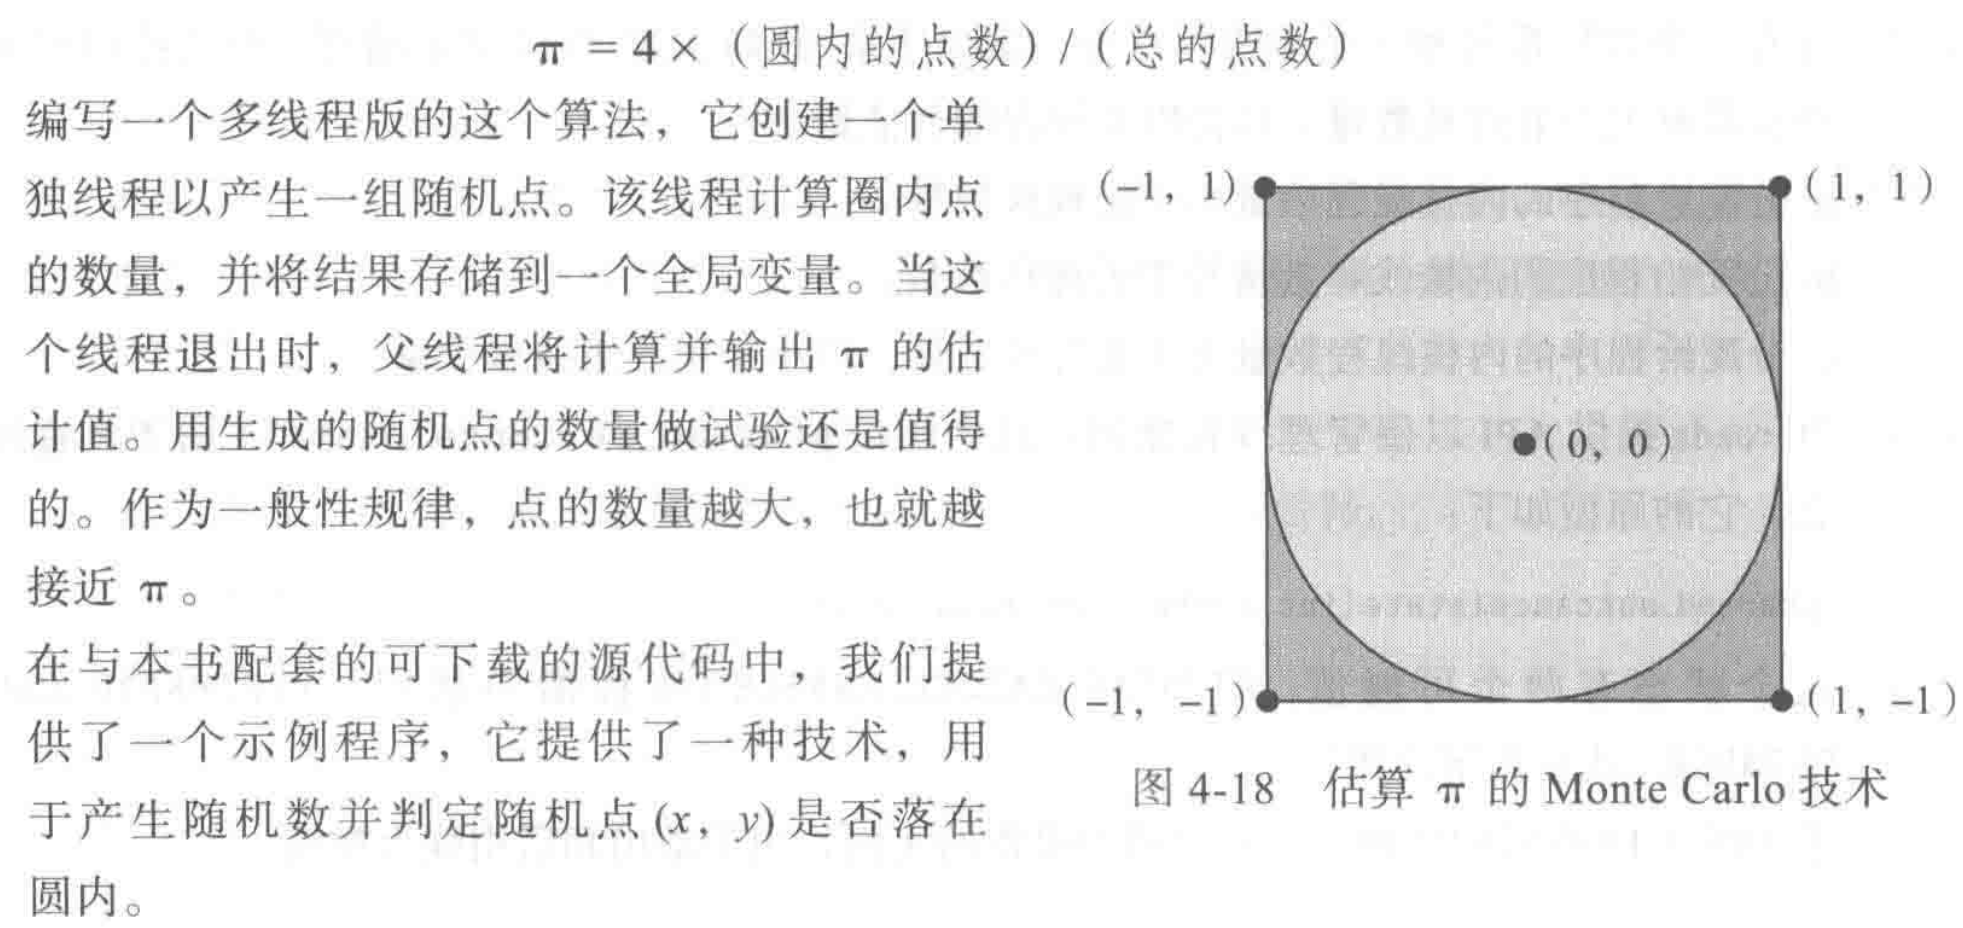 π = 4 × （圆内的点数）/（总的点数）
编写一个多线程版的这个算法，它创建一个单
独线程以产生一组随机点。该线程计算圈内点
的数量，并将结果存储到一个全局变量。当这
个线程退出时，父线程将计算并输出 π 的估
计值。用生成的随机点的数量做试验还是值得
的。作为一般性规律，点的数量越大，也就越
接近 π。
在与本书配套的可下载的源代码中，我们提
供了一个示例程序，它提供了一种技术，用
于产生随机数并判定随机点 (x，y) 是否落在
圆内。
(–1，1)
(1，1)
(0，0)
(–1，–1)
(1，–1)
图 4-18 估算 π 的 Monte Carlo 技术